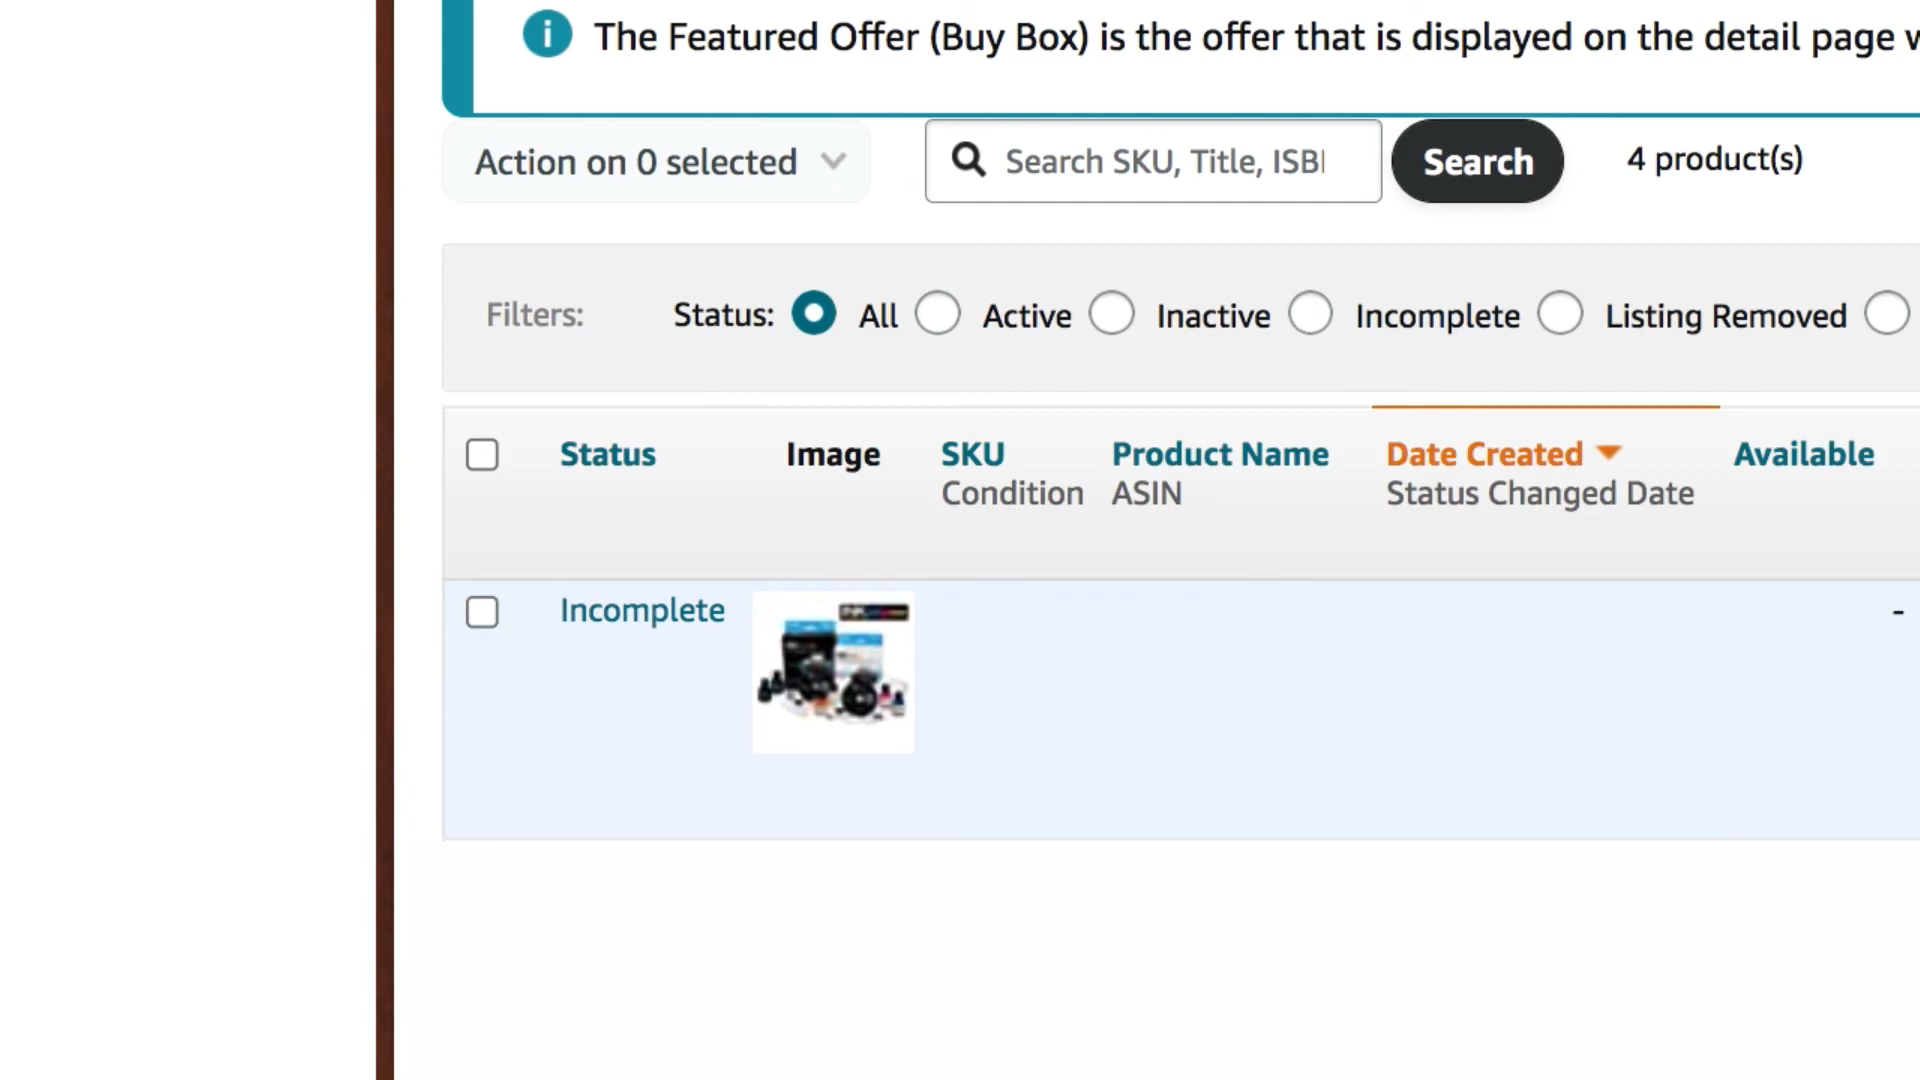 The Featured Offer (Buy Box) is the offer that is displayed on the detail page
Action on 0 selected
Search SKU, Title, ISB
Search
4 product(s)
Filters:
Status:
All
Active
Inactive
Incomplete
Listing Removed
Status
Image
SKU
Condition
Product Name
ASIN
Date Created
Status Changed Date
Available
Incomplete
-